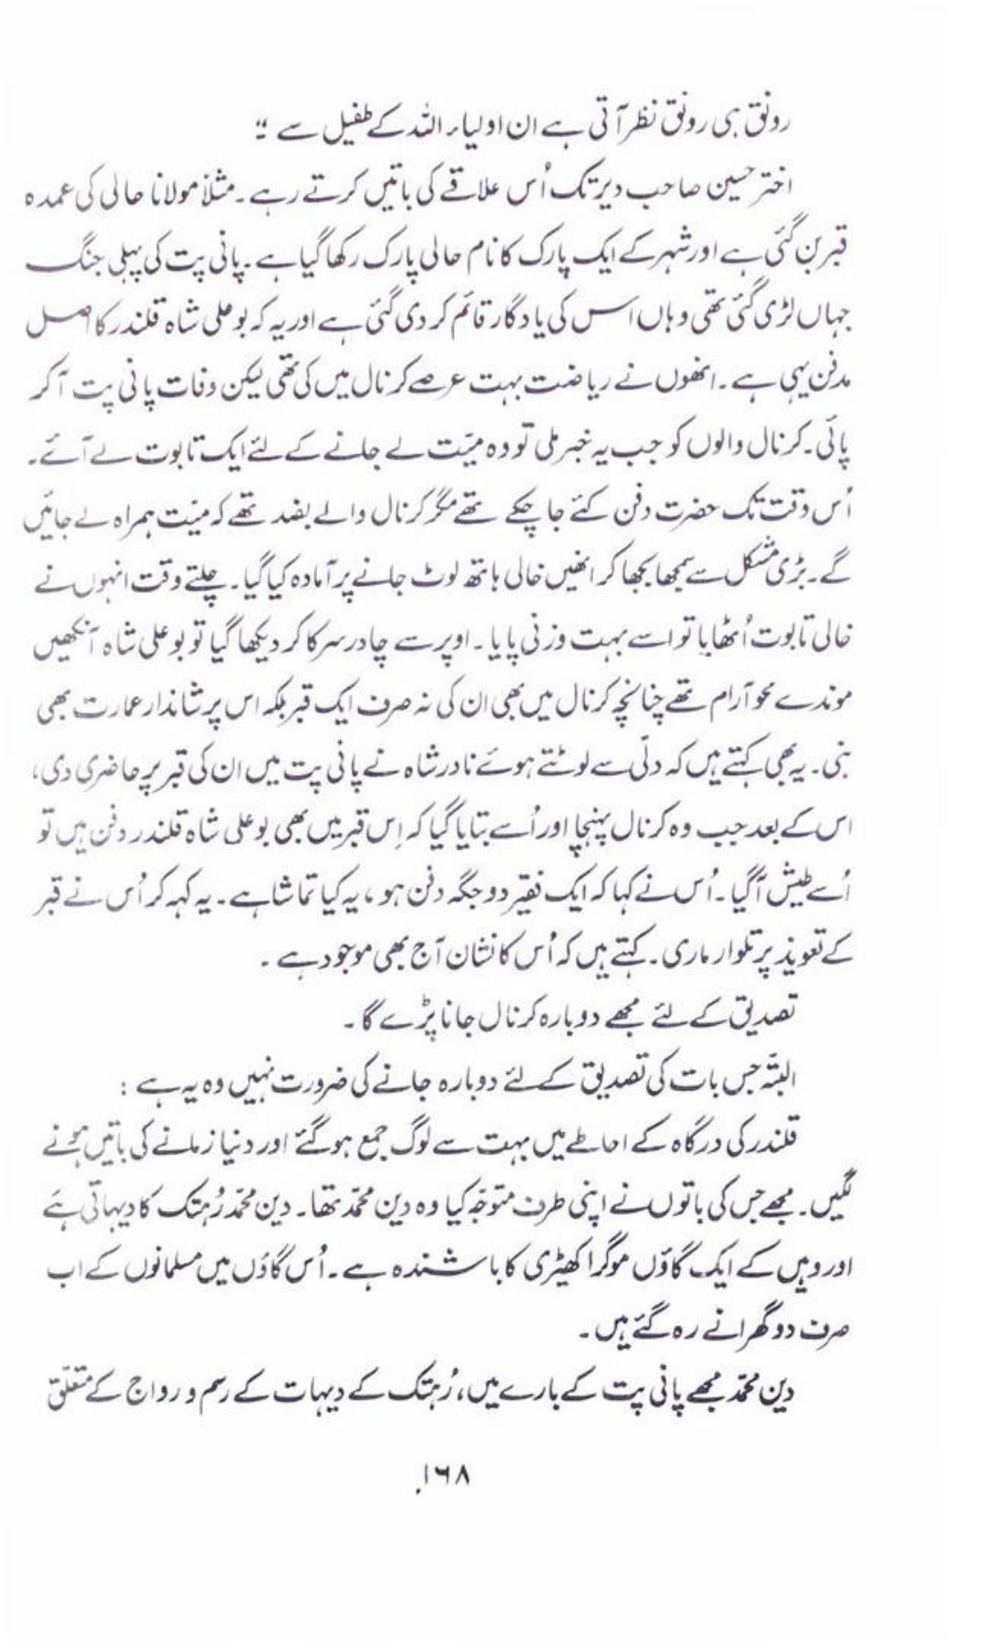 رونق ہی رونق نظر آتی ہے ان اولیاء اللہ کے طفیل سے ‘‘
اختر حسین صاحب دیر تک اُس علاقے کی باتیں کرتے رہے۔ مثلاً مولانا حالی کی عمدہ
قبر بن گئی ہے اور شہر کے ایک پارک کا نام حالی پارک رکھا گیا ہے۔ پانی پت کی پہلی جنگ
جہاں لڑی گئی تھی وہاں اس کی یادگار قائم کر دی گئی ہے اور یہ کہ بو علی شاہ قلندر کا اصل
مدفن یہی ہے۔ انھوں نے ریاضت بہت عرصے کرنال میں کی تھی لیکن وفات پانی پت آ کر
پائی۔ کرنال والوں کو جب یہ خبر ملی تو وہ میّت لے جانے کے لئے ایک تابوت لے آئے۔
اُس وقت تک حضرت دفن کئے جا چکے تھے مگر کرنال والے بضد تھے کہ میّت ہمراہ لے جائیں
گے۔ بڑی مشکل سے سمجھا بجھا کر انھیں خالی ہاتھ لوٹ جانے پر آمادہ کیا گیا۔ چلتے وقت انہوں نے
خالی تابوت اُٹھایا تو اسے بہت وزنی پایا۔ اوپر سے چادر سرکا کر دیکھا گیا تو بو علی شاہ آنکھیں
موندے محو آرام تھے چنانچہ کرنال میں بھی ان کی نہ صرف ایک قبر بلکہ اس پر شاندار عمارت بھی
بنی۔ یہ بھی کہتے ہیں کہ دلّی سے لوٹتے ہوئے نادر شاہ نے پانی پت میں ان کی قبر پر حاضری دی،
اس کے بعد جب وہ کرنال پہنچا اور اُسے بتایا گیا کہ اِس قبر میں بھی بو علی شاہ قلندر دفن ہیں تو
اُسے طیش آ گیا۔ اُس نے کہا کہ ایک فقیر دو جگہ دفن ہو، یہ کیا تماشا ہے۔ یہ کہہ کر اُس نے قبر
کے تعویذ پر تلوار ماری۔ کہتے ہیں کہ اُس کا نشان آج بھی موجود ہے۔
تصدیق کے لئے مجھے دوبارہ کرنال جانا پڑے گا۔
البتہ جس بات کی تصدیق کے لئے دوبارہ جانے کی ضرورت نہیں وہ یہ ہے :
قلندر کی درگاہ کے احاطے میں بہت سے لوگ جمع ہو گئے اور دنیا زمانے کی باتیں ہونے
لگیں۔ مجھے جس کی باتوں نے اپنی طرف متوجّہ کیا وہ دین محمّد تھا۔ دین محمّد رُہتک کا دیہاتی ہے
اور وہیں کے ایک گاؤں موگرا کھیڑی کا باشندہ ہے۔ اُس گاؤں میں مسلمانوں کے اب
صرف دو گھرانے رہ گئے ہیں۔
دین محمّد مجھے پانی پت کے بارے میں، رُہتک کے دیہات کے رسم و رواج کے متعلّق
۱۶۸